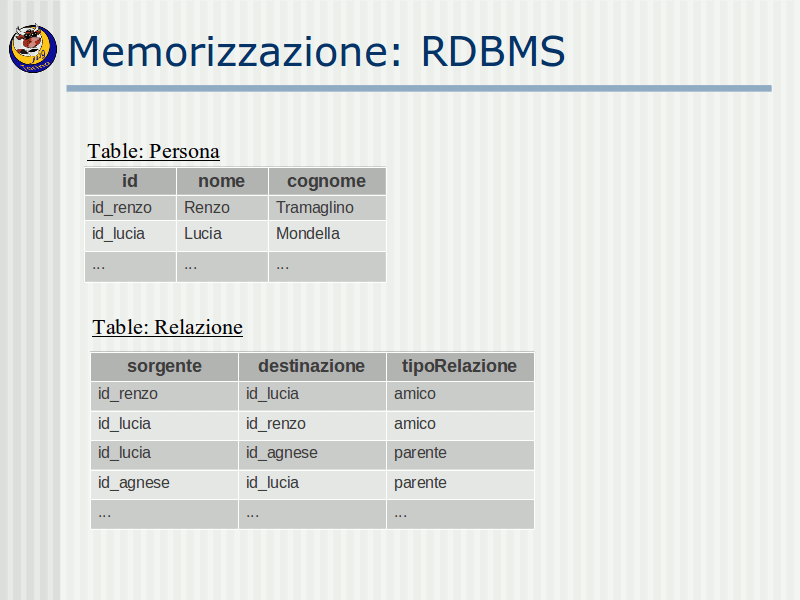 Memorizzazione: RDBMS
Table: Persona
id nome cognome
id_renzo Renzo Tramaglino
id_lucia Lucia Mondella
... ... ...
Table: Relazione
sorgente destinazione tipoRelazione
id_renzo id_lucia amico
id_lucia id_renzo amico
id_lucia id_agnese parente
id_agnese id_lucia parente
... ... ...